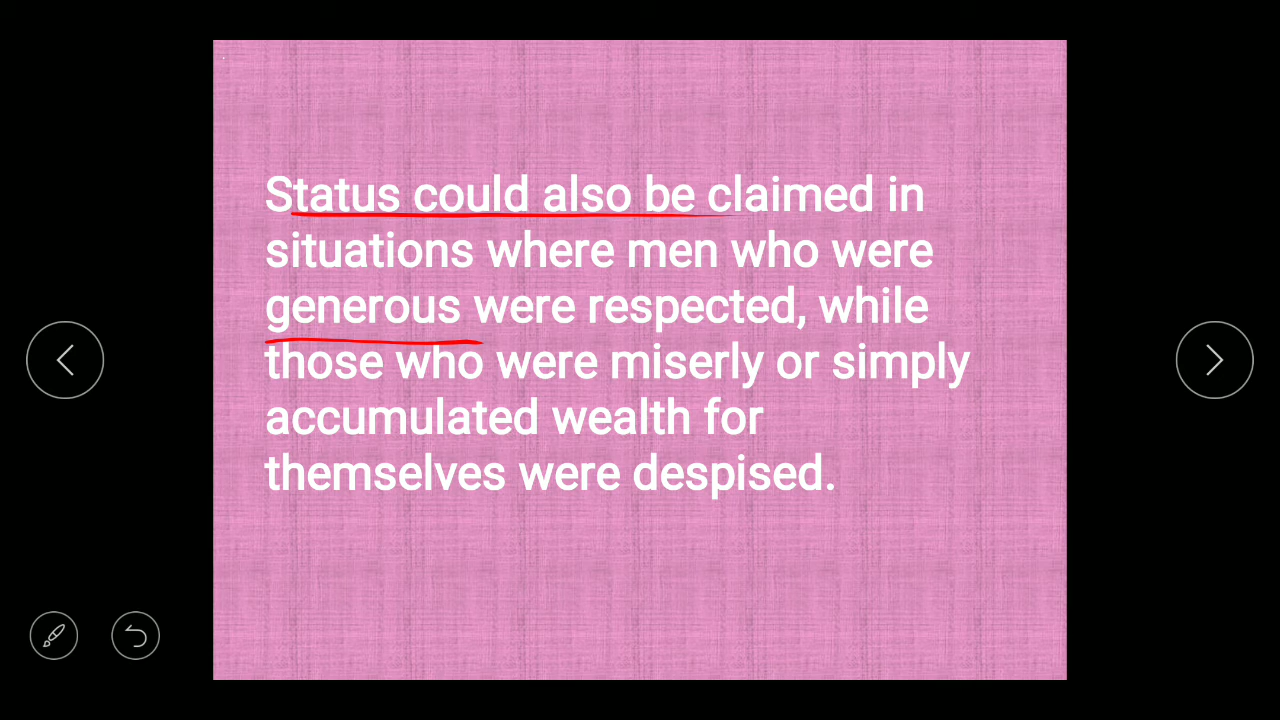 Status could also be claimed in
situations where men who were
generous were respected, while
those who were miserly or simply
accumulated wealth for
themselves were despised.